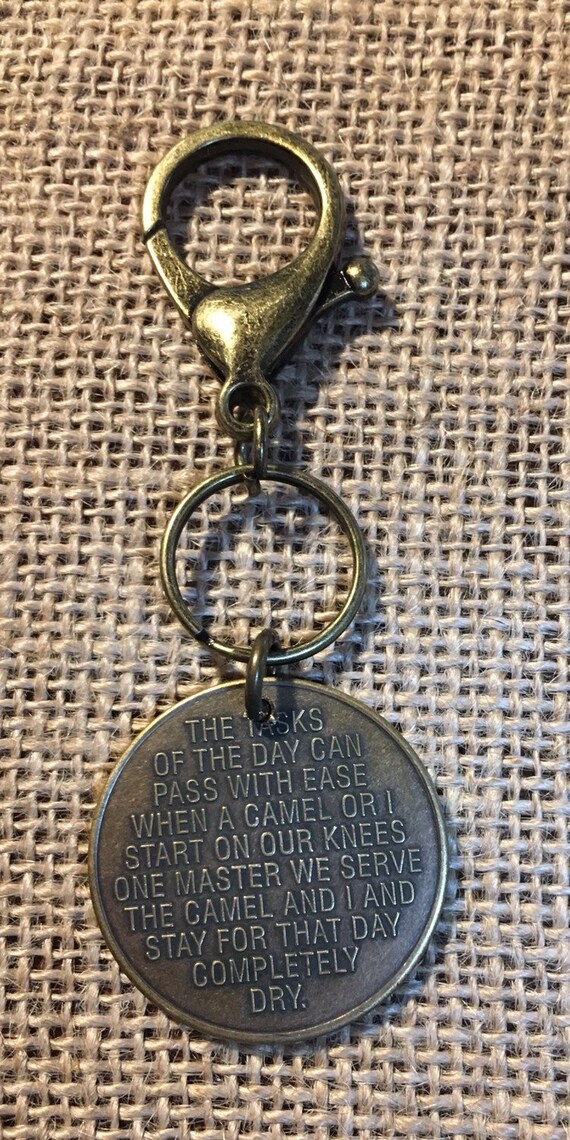 THE TASKS
OF THE DAY CAN
PASS WITH EASE
WHEN A CAMEL OR I
START ON OUR KNEES
ONE MASTER WE SERVE
THE CAMEL AND I AND
STAY FOR THAT DAY
COMPLETELY
DRY.